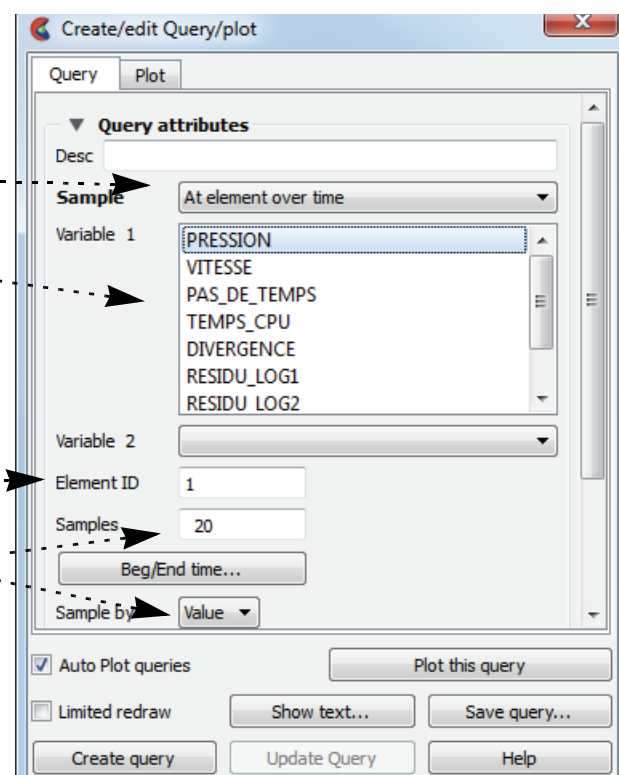 Create/edit Query/plot
Query Plot
Query attributes
Desc
Sample At element over time
Variable 1 PRESSION
VITESSE
PAS_DE_TEMPS
TEMPS_CPU
DIVERGENCE
RESIDU_LOG1
RESIDU LOG2
Variable 2
Element ID 1
Samples 20
Beg/End time...
Sample by Value
Auto Plot queries Plot this query
Limited redraw Show text... Save query...
Create query Update Query Help